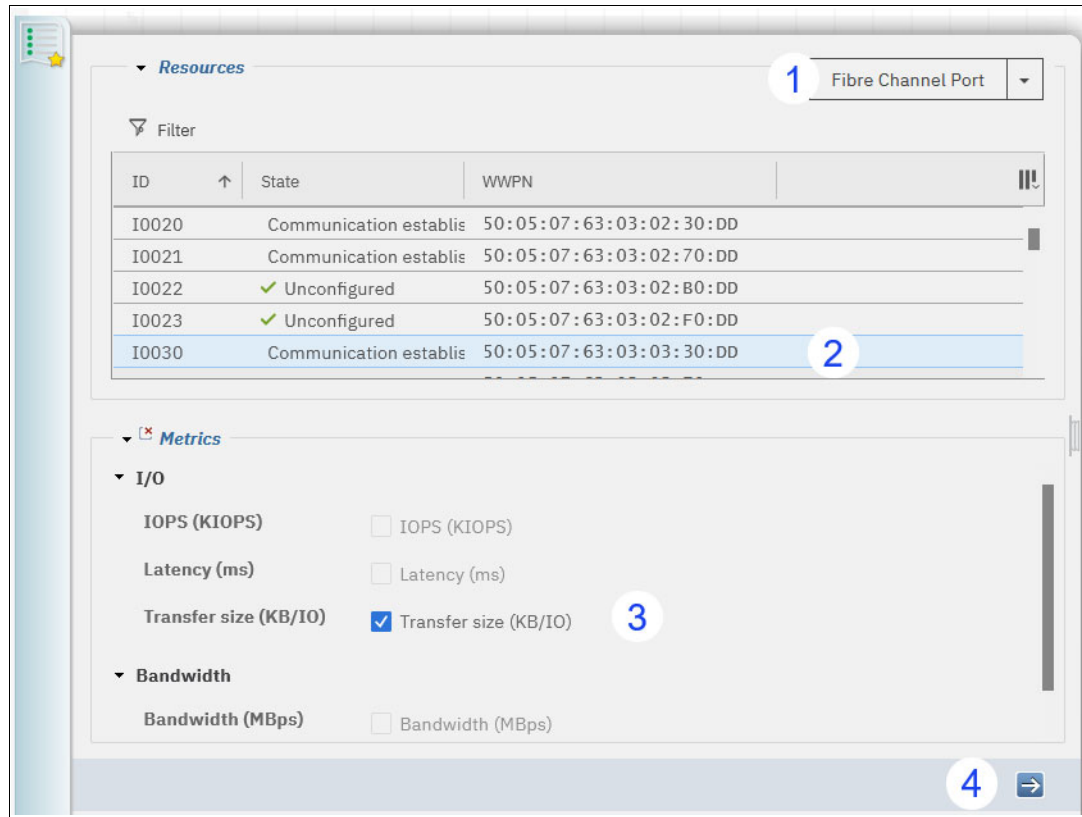 Resources
1 Fibre Channel Port
Filter
ID State WWPN
I0020 Communication establis 50:05:07:63:03:02:30:DD
I0021 Communication establis 50:05:07:63:03:02:70:DD
I0022 Unconfigured 50:05:07:63:03:02:B0:DD
I0023 Unconfigured 50:05:07:63:03:02:F0:DD
I0030 Communication establis 50:05:07:63:03:03:30:DD 2
Metrics
I/O
IOPS (KIOPS) IOPS (KIOPS)
Latency (ms) Latency (ms)
Transfer size (KB/IO) Transfer size (KB/IO) 3
Bandwidth
Bandwidth (MBps) Bandwidth (MBps)
4